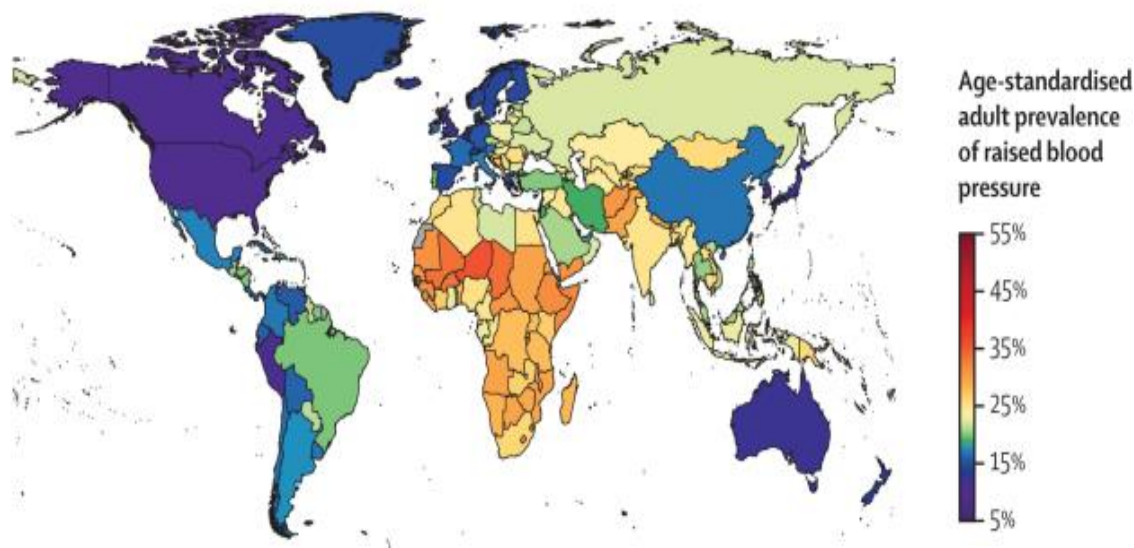 Age-standardised
adult prevalence
of raised blood
pressure
55%
45%
35%
25%
15%
5%